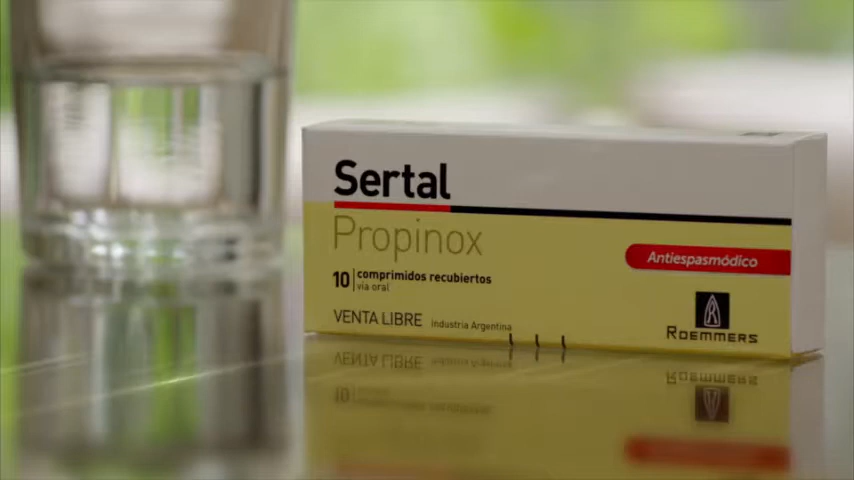 Sertal
Propinox
Antiespasmódico
10 comprimidos recubiertos
vía oral
VENTA LIBRE Industria Argentina
ROEMMERS